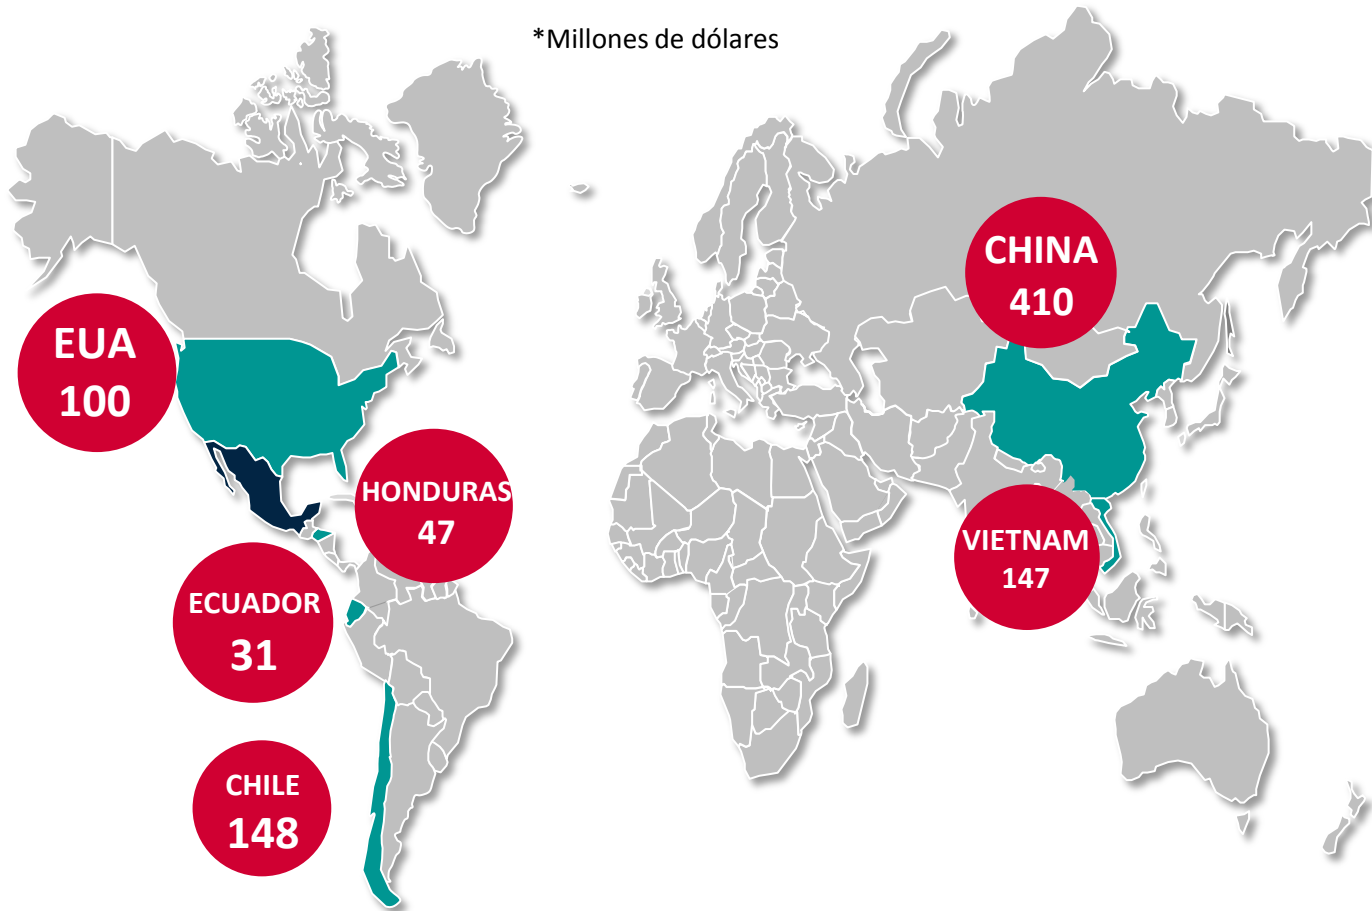 *Millones de dólares
CHINA
410
EUA
100
HONDURAS
47
VIETNAM
147
ECUADOR
31
CHILE
148